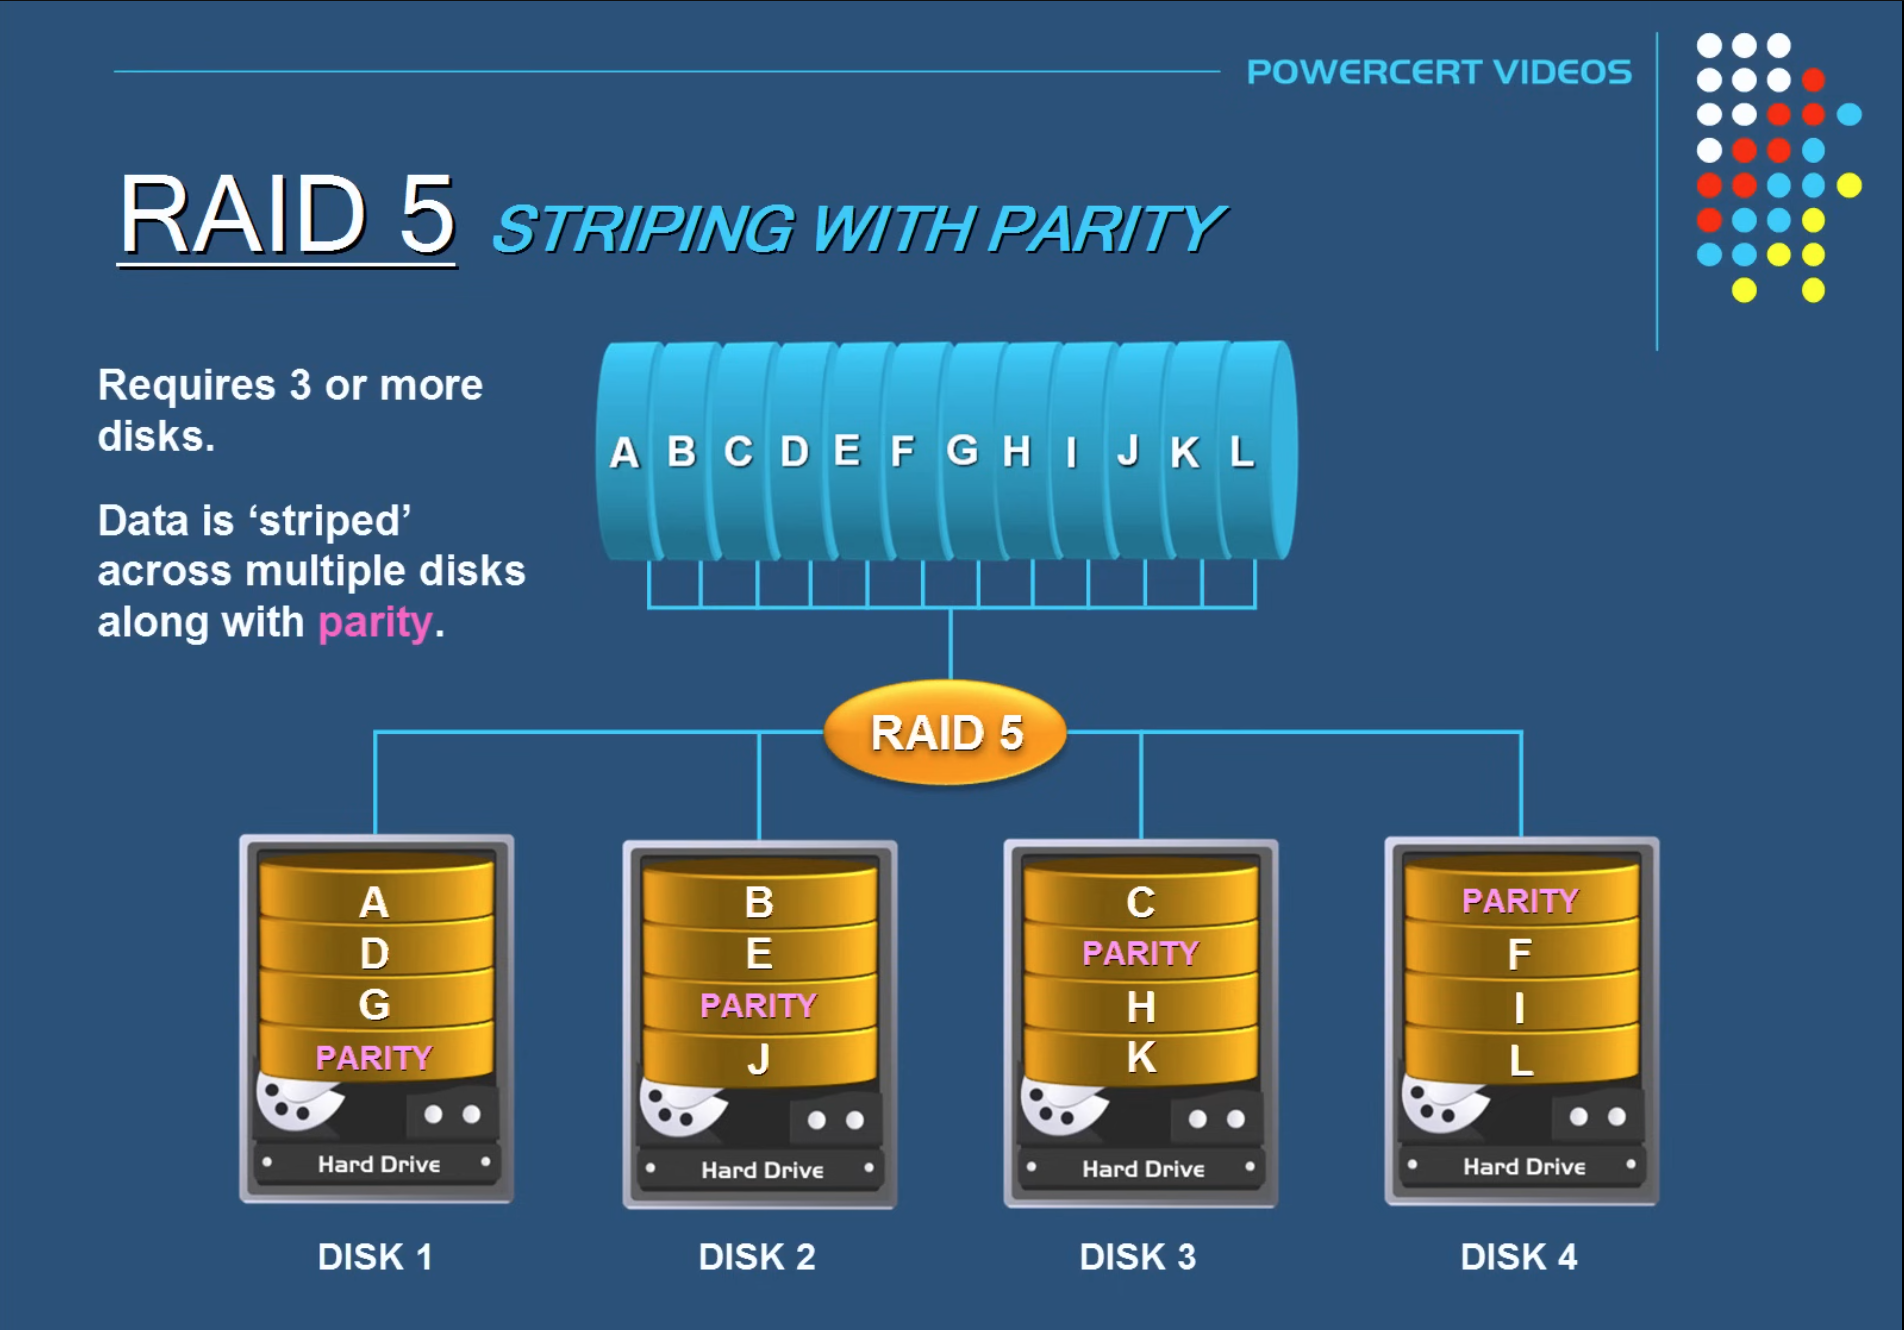 POWERCERT VIDEOS
RAID 5 STRIPING WITH PARITY
Requires 3 or more
disks.
Data is ‘striped’
across multiple disks
along with parity.
A B C D E F G H I J K L
RAID 5
A
D
G
PARITY
Hard Drive
DISK 1
B
E
PARITY
J
Hard Drive
DISK 2
C
PARITY
H
K
Hard Drive
DISK 3
PARITY
F
I
L
Hard Drive
DISK 4